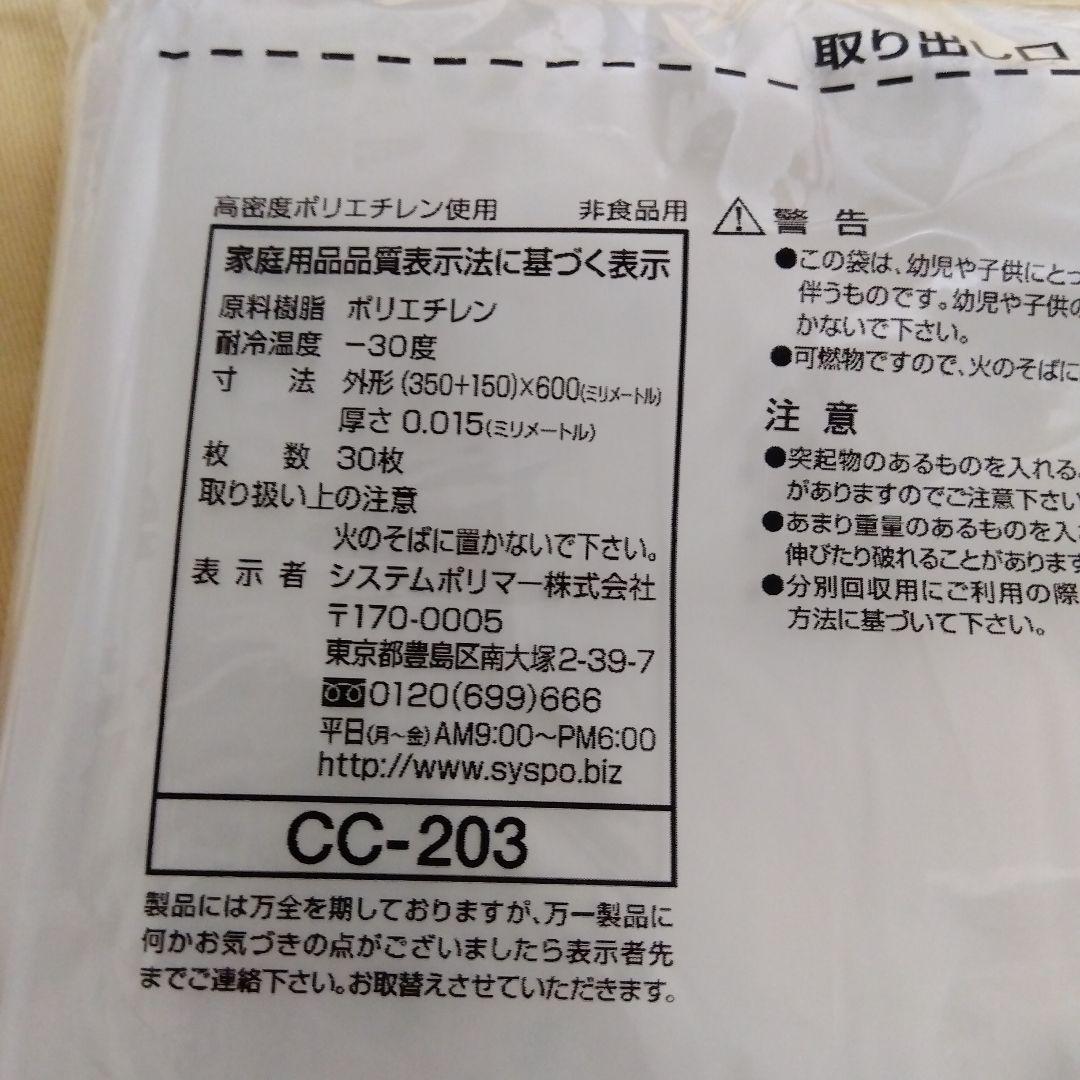 取り出し口
高密度ポリエチレン使用　非食品用
家庭用品品質表示法に基づく表示
原料樹脂　ポリエチレン
耐冷温度　−30度
寸　法　外形(350+150)×600(ミリメートル)
厚さ 0.015(ミリメートル)
枚　数　30枚
取り扱い上の注意
火のそばに置かないで下さい。
表示者　システムポリマー株式会社
〒170-0005
東京都豊島区南大塚2-39-7
0120(699)666
平日(月~金)AM9:00~PM6:00
http://www.syspo.biz
CC-203
製品には万全を期しておりますが、万一製品に
何かお気づきの点がございましたら表示者先
までご連絡下さい。お取替えさせていただきます。
警告
●この袋は、幼児や子供にとっ
伴うものです。幼児や子供の
かないで下さい。
●可燃物ですので、火のそばに
注意
●突起物のあるものを入れる
がありますのでご注意下さい
●あまり重量のあるものを入
伸びたり破れることがあります
●分別回収用にご利用の際
方法に基づいて下さい。